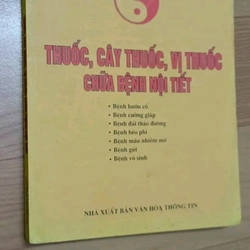 THUỐC, CÂY THUỐC, VỊ THUỐC
CHỮA BỆNH NỘI TIẾT
• Bệnh bướu cổ
• Bệnh cường giáp
• Bệnh đái tháo đường
• Bệnh béo phì
• Bệnh máu nhiễm mỡ
• Bệnh gút
• Bệnh vô sinh
NHÀ XUẤT BẢN VĂN HÓA THÔNG TIN